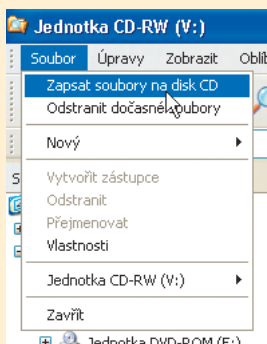 Jednotka CD-RW (V:)
Soubor Úpravy Zobrazit Oblíb
Zapsat soubory na disk CD
Odstranit dočasné soubory
Nový
S
Vytvořit zástupce
Odstranit
Přejmenovat
Vlastnosti
Jednotka CD-RW (V:)
Zavřít
Jednotka DVD-ROM (F:)